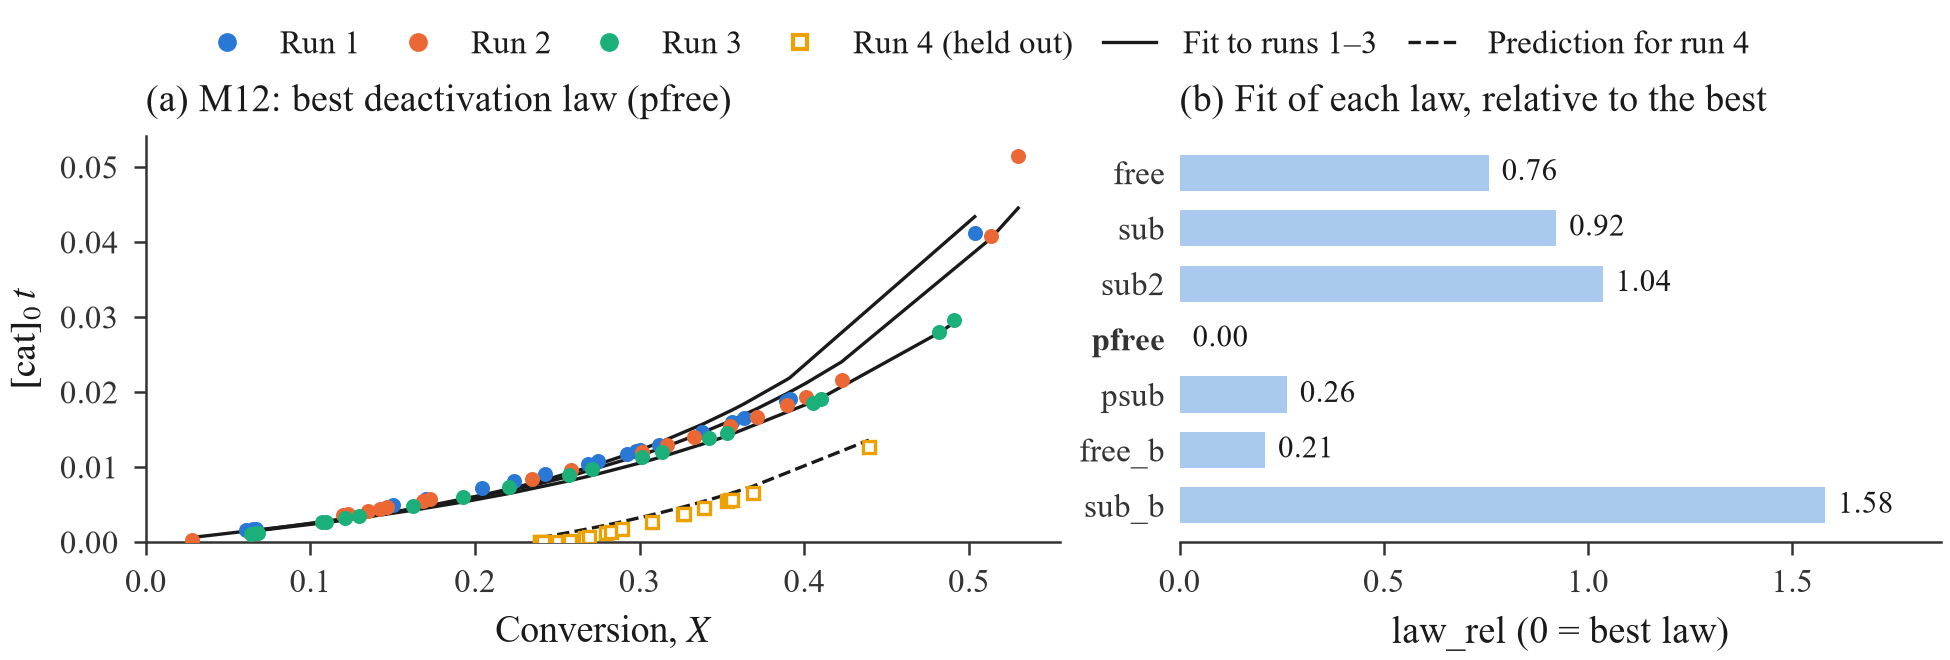 Run 1 Run 2 Run 3 Run 4 (held out) Fit to runs 1–3 Prediction for run 4
(a) M12: best deactivation law (pfree)
0.05
0.04
0.03
0.02
0.01
0.00
[cat]₀ t
0.0 0.1 0.2 0.3 0.4 0.5
Conversion, X
(b) Fit of each law, relative to the best
free 0.76
sub 0.92
sub2 1.04
pfree 0.00
psub 0.26
free_b 0.21
sub_b 1.58
0.0 0.5 1.0 1.5
law_rel (0 = best law)